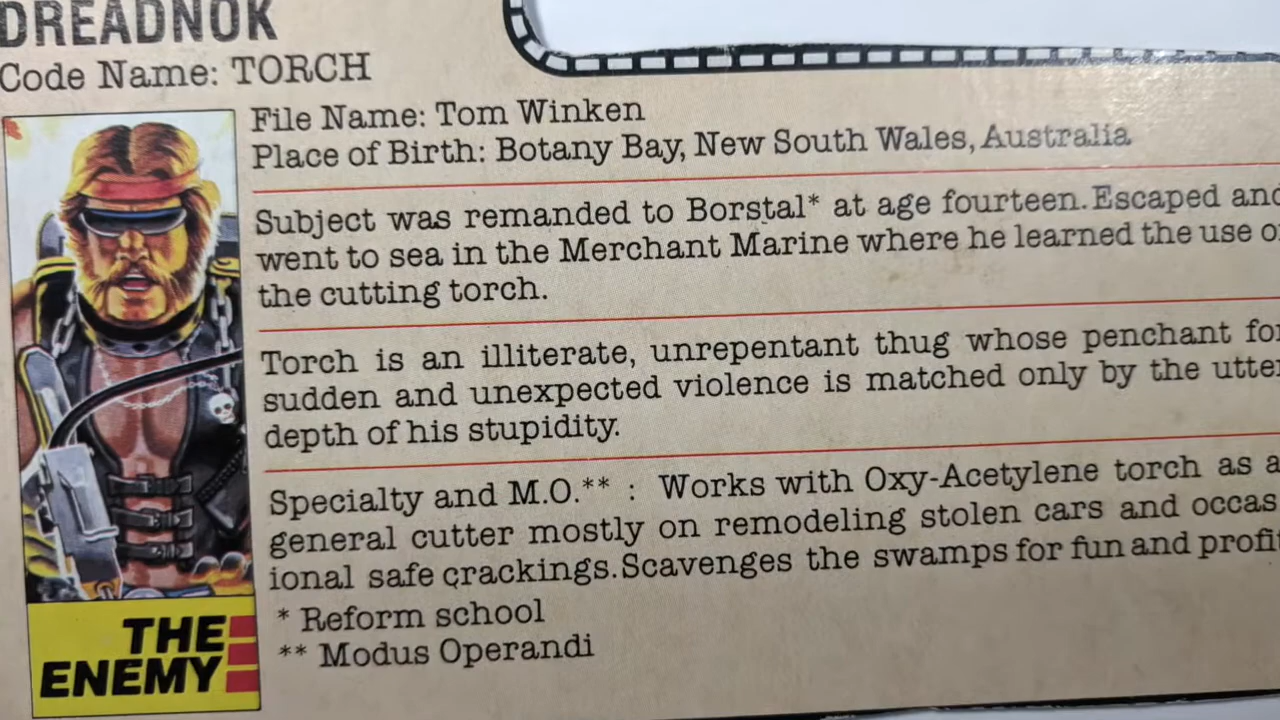 DREADNOK
Code Name: TORCH
File Name: Tom Winken
Place of Birth: Botany Bay, New South Wales, Australia
Subject was remanded to Borstal* at age fourteen. Escaped and
went to sea in the Merchant Marine where he learned the use o
the cutting torch.
Torch is an illiterate, unrepentant thug whose penchant for
sudden and unexpected violence is matched only by the utter
depth of his stupidity.
Specialty and M.O.** : Works with Oxy-Acetylene torch as a
general cutter mostly on remodeling stolen cars and occas
ional safe crackings. Scavenges the swamps for fun and profit
* Reform school
** Modus Operandi
THE
ENEMY